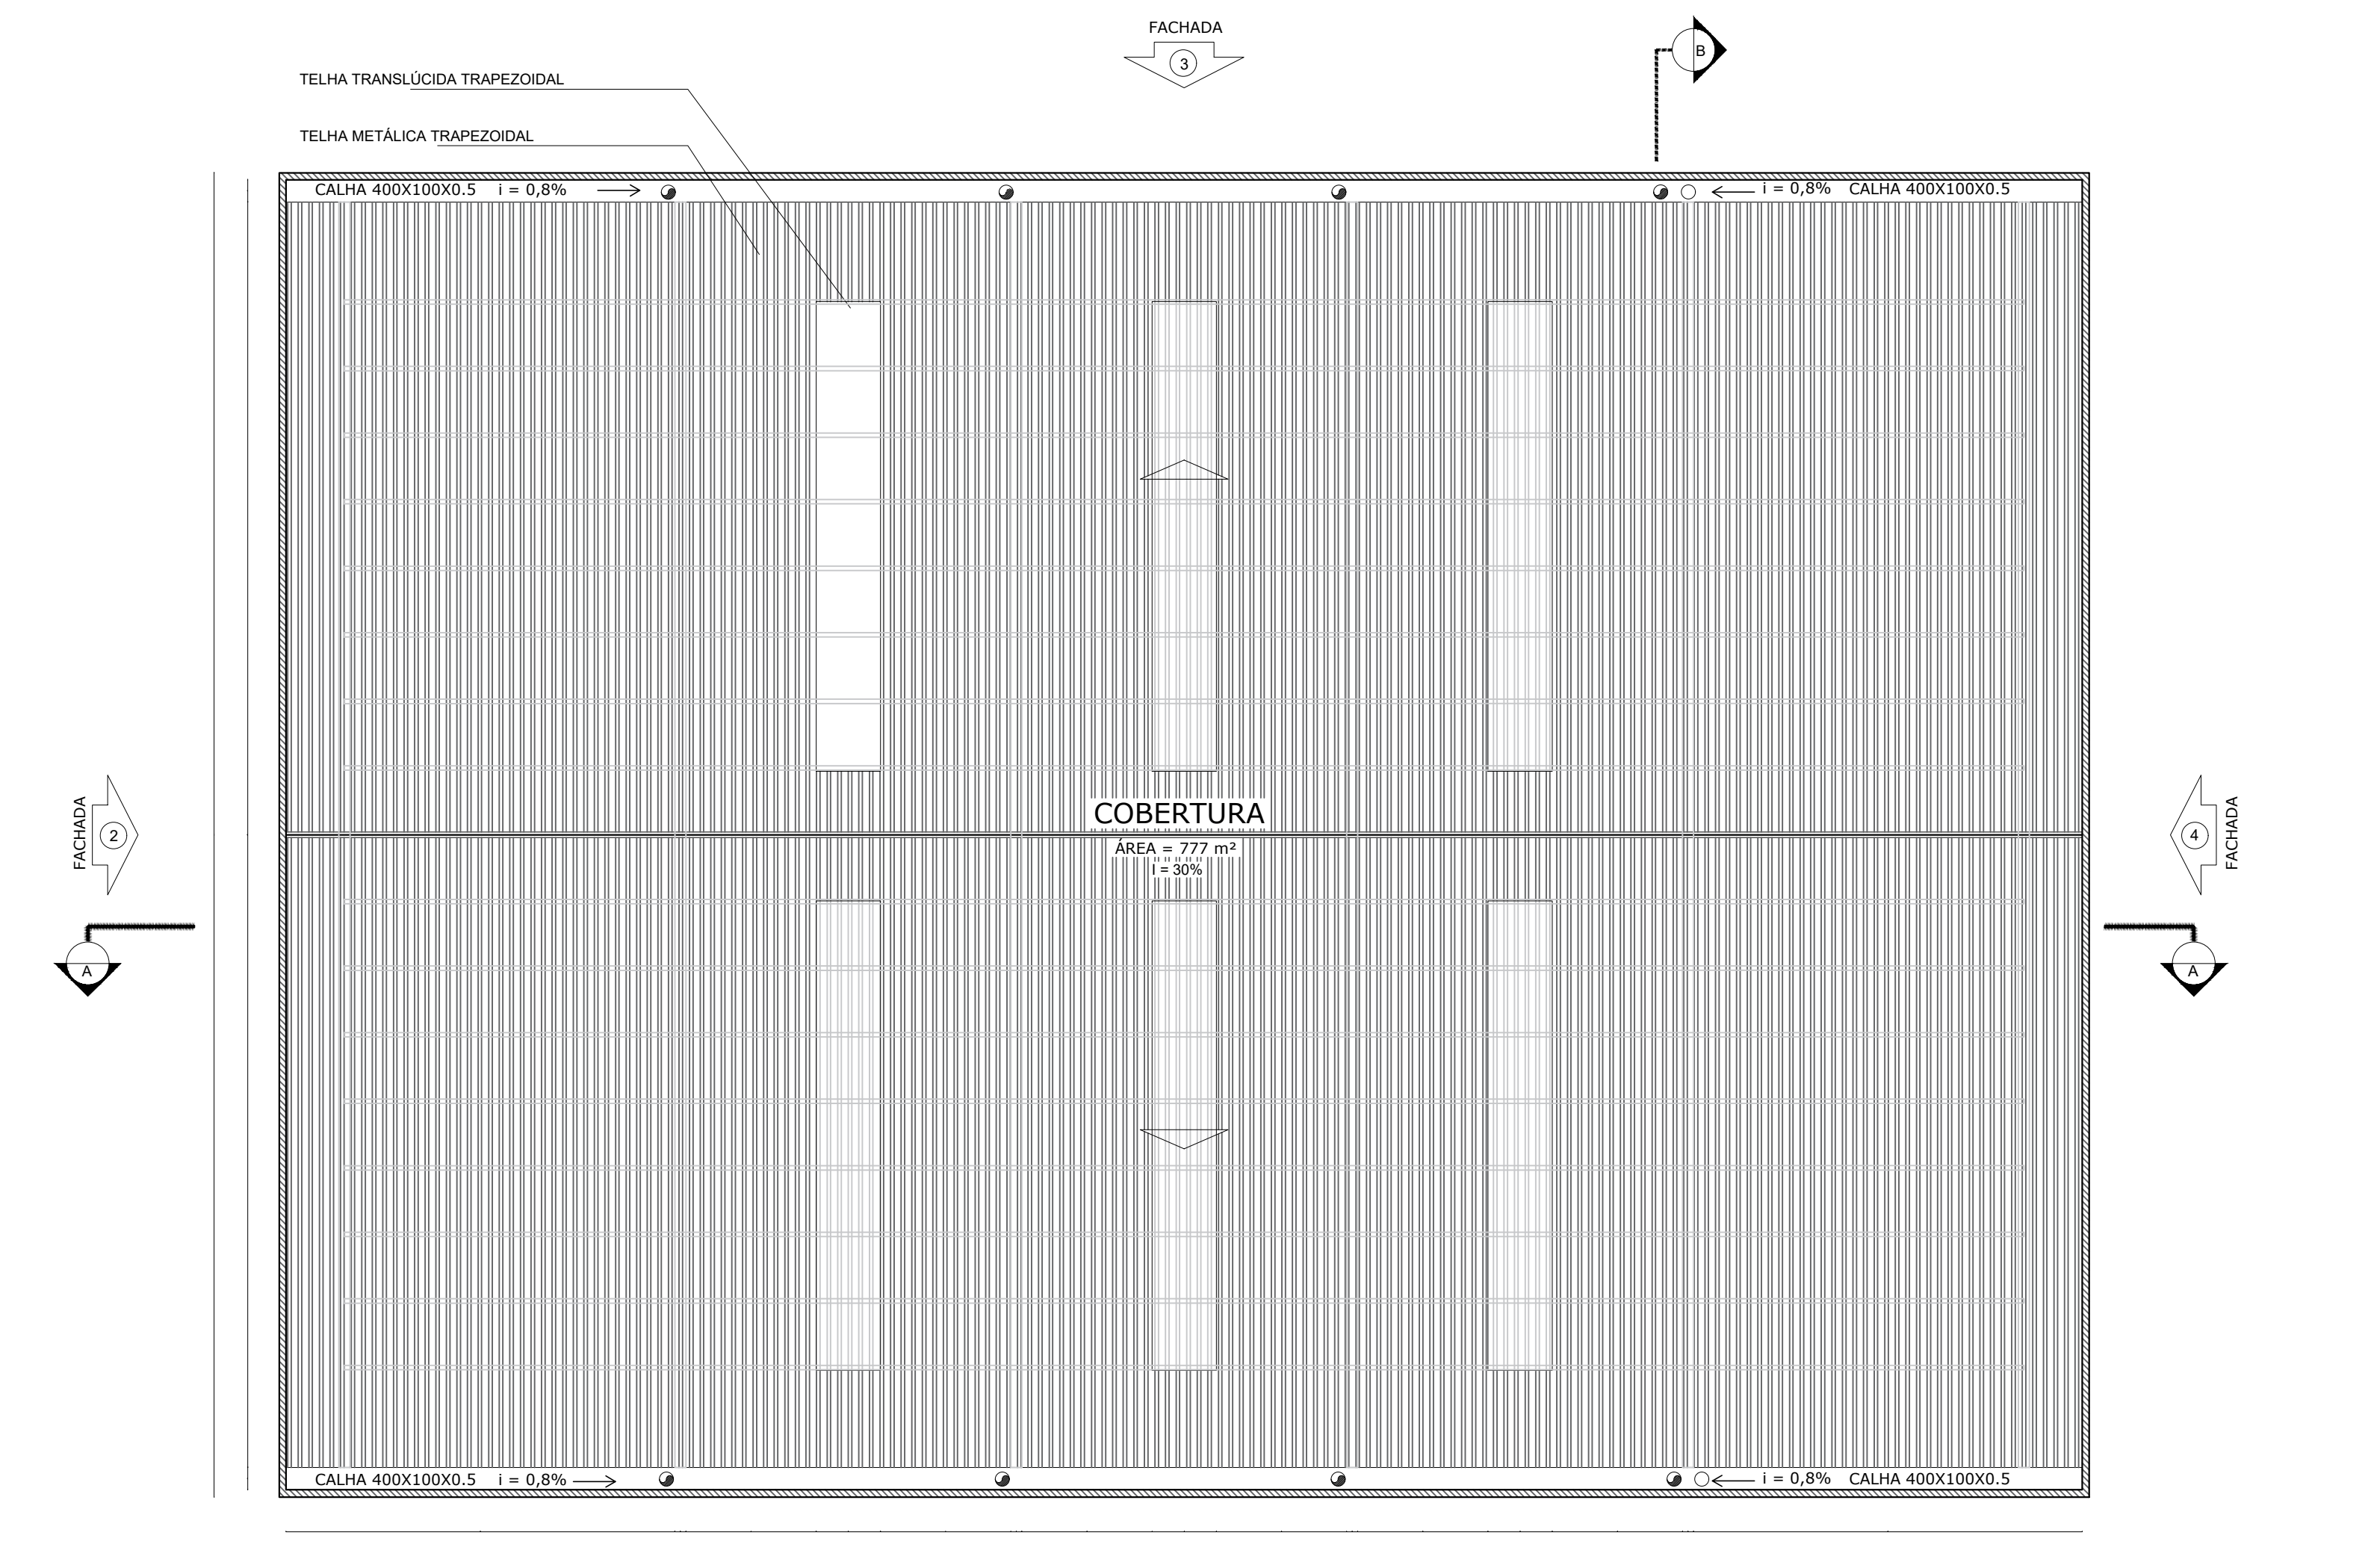 FACHADA
3
B
TELHA TRANSLÚCIDA TRAPEZOIDAL
TELHA METÁLICA TRAPEZOIDAL
CALHA 400X100X0.5 i = 0,8%
i = 0,8% CALHA 400X100X0.5
COBERTURA
ÁREA = 777 m²
I = 30%
FACHADA
2
4
FACHADA
A
A
CALHA 400X100X0.5 i = 0,8%
i = 0,8% CALHA 400X100X0.5